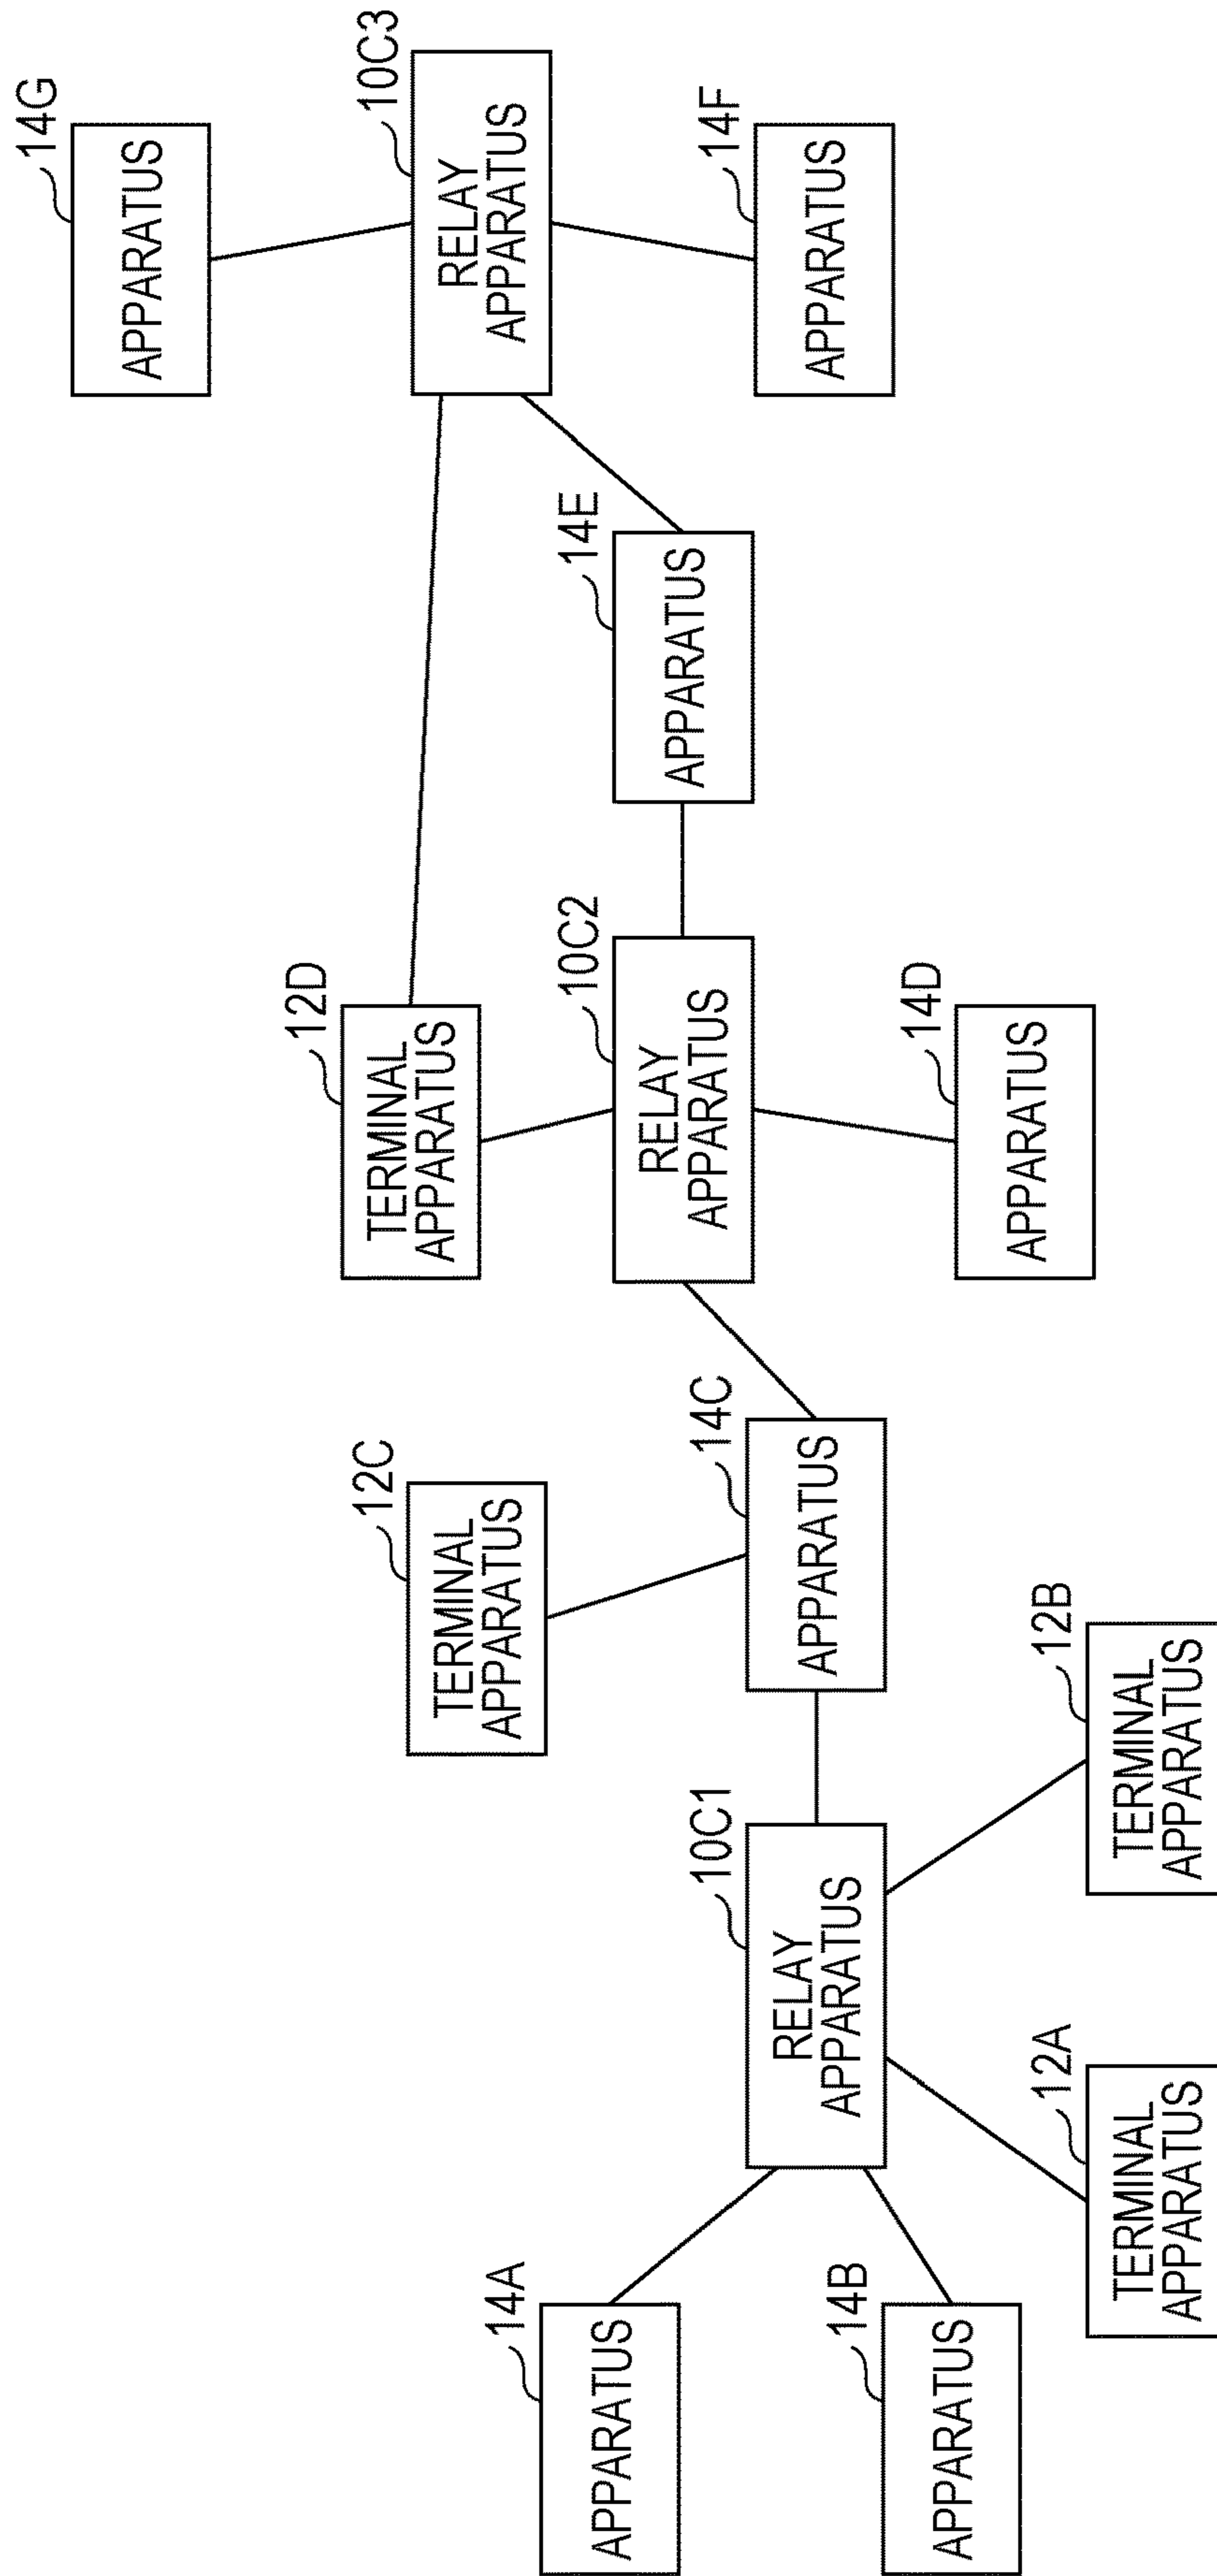 14G
APPARATUS
10C3
RELAY
APPARATUS
14F
APPARATUS
14E
APPARATUS
12D
TERMINAL
APPARATUS
10C2
RELAY
APPARATUS
14D
APPARATUS
12C
TERMINAL
APPARATUS
14C
APPARATUS
12B
TERMINAL
APPARATUS
10C1
RELAY
APPARATUS
12A
TERMINAL
APPARATUS
14A
APPARATUS
14B
APPARATUS